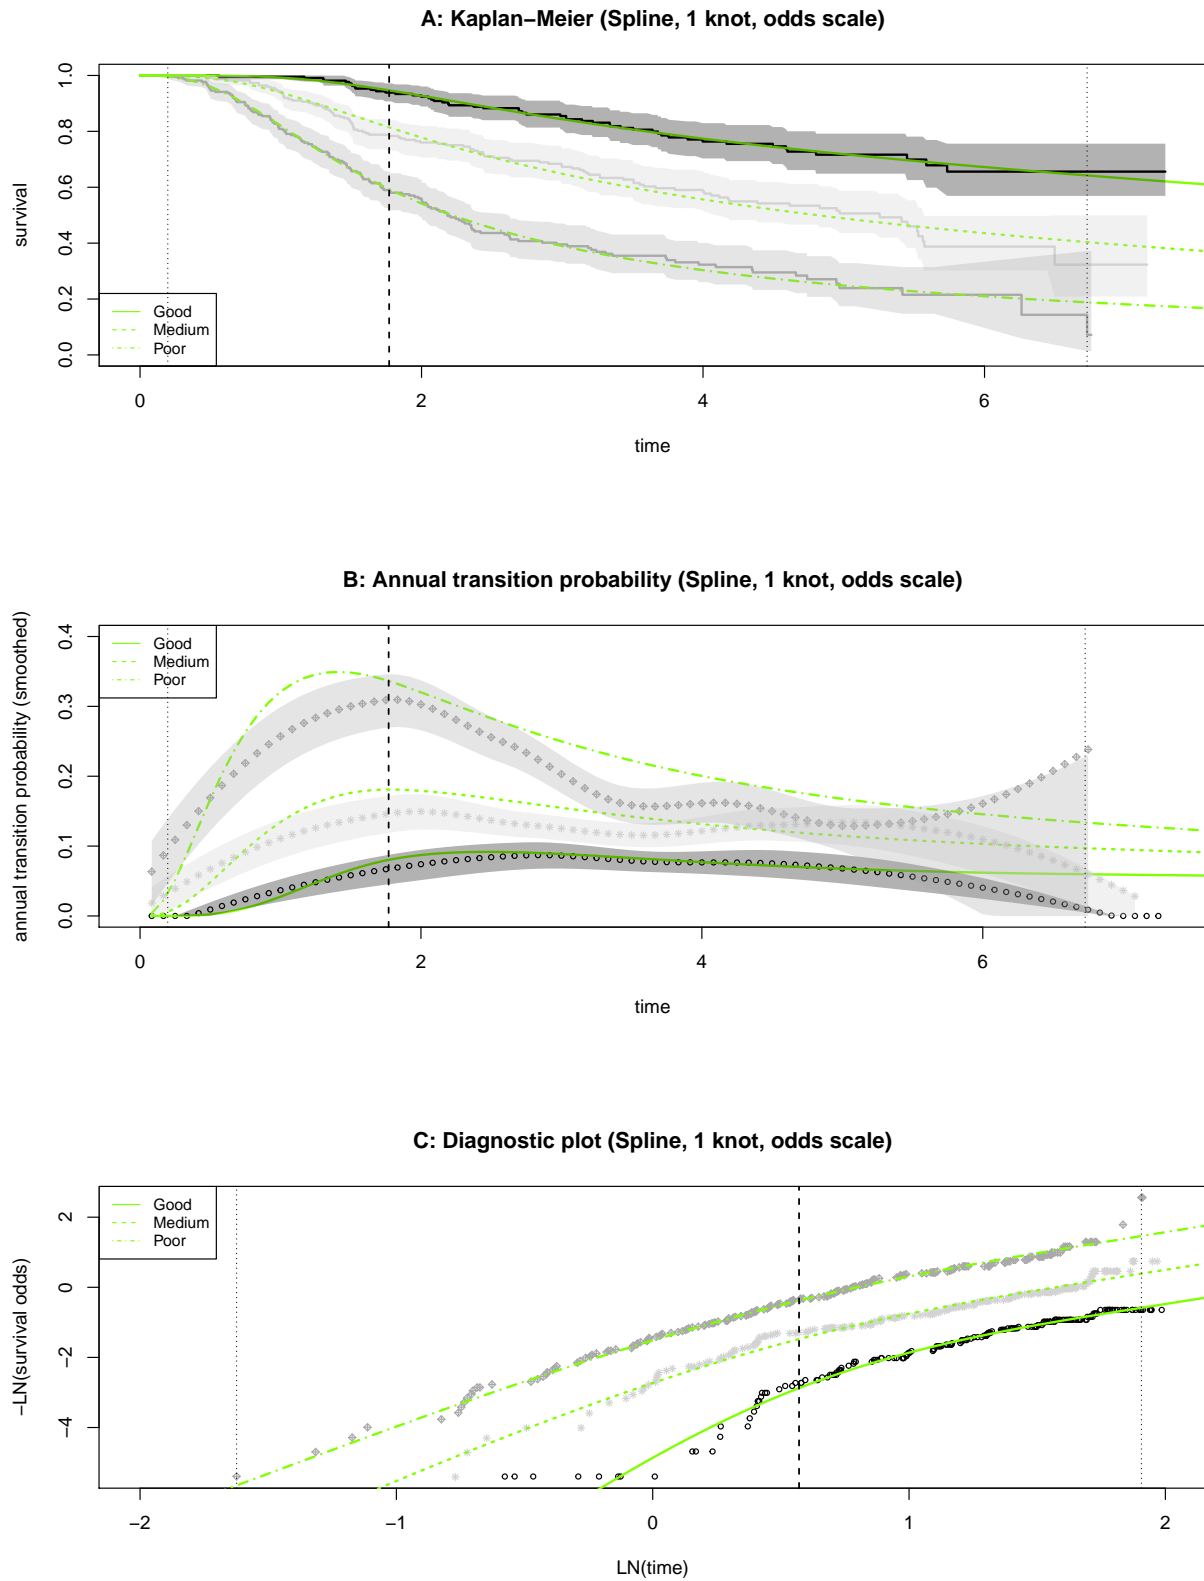 A: Kaplan−Meier (Spline, 1 knot, odds scale)
survival
1.0
0.8
0.6
0.4
0.2
0.0
Good
Medium
Poor
0 2 4 6
time
B: Annual transition probability (Spline, 1 knot, odds scale)
annual transition probability (smoothed)
0.4
0.3
0.2
0.1
0.0
Good
Medium
Poor
0 2 4 6
time
C: Diagnostic plot (Spline, 1 knot, odds scale)
−LN(survival odds)
2
0
−2
−4
Good
Medium
Poor
−2 −1 0 1 2
LN(time)